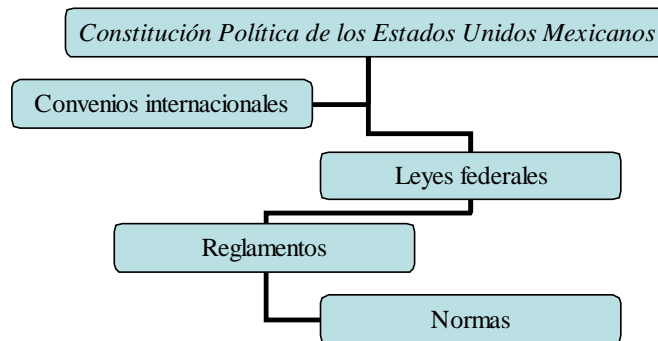 Constitución Política de los Estados Unidos Mexicanos
Convenios internacionales
Leyes federales
Reglamentos
Normas